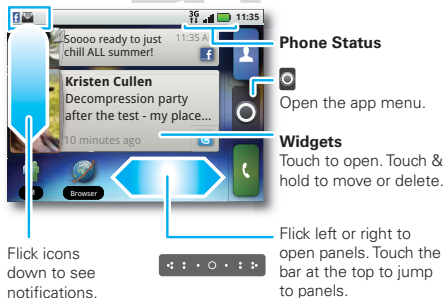 3G
11:35
Soooo ready to just
11:35 A
chill ALL summer!
Kristen Cullen
Decompression party
after the test - my place...
10 minutes ago
Browser
Phone Status
Open the app menu.
Widgets
Touch to open. Touch &
hold to move or delete.
Flick left or right to
open panels. Touch the
bar at the top to jump
to panels.
Flick icons
down to see
notifications.